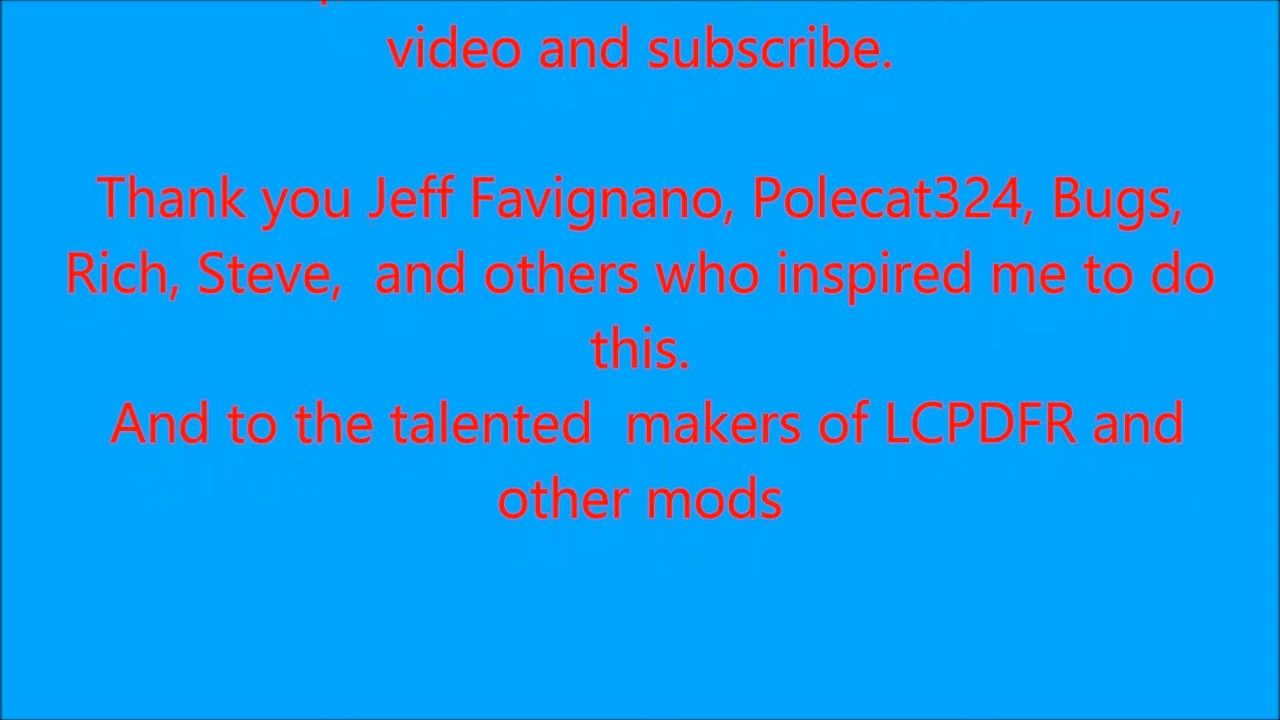 video and subscribe.
Thank you Jeff Favignano, Polecat324, Bugs,
Rich, Steve,  and others who inspired me to do
this.
And to the talented  makers of LCPDFR and
other mods